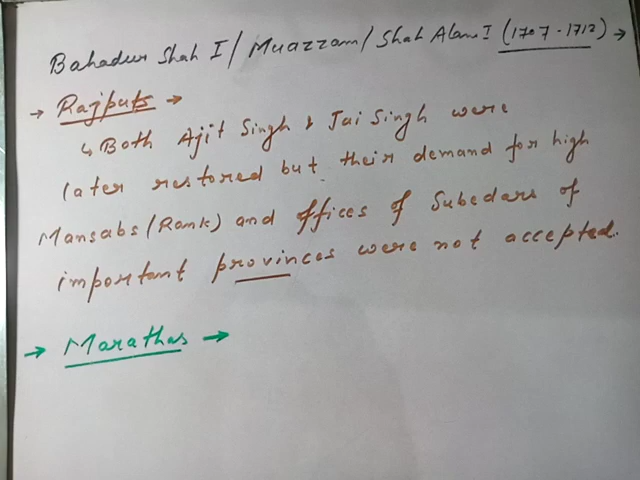 Bahadur Shah I / Muazzam / Shah Alam I (1707-1712) →
→ Rajputs →
↳ Both Ajit Singh & Jai Singh were
later restored but their demand for high
Mansabs (Rank) and offices of Subedars of
important provinces were not accepted.
→ Marathas →